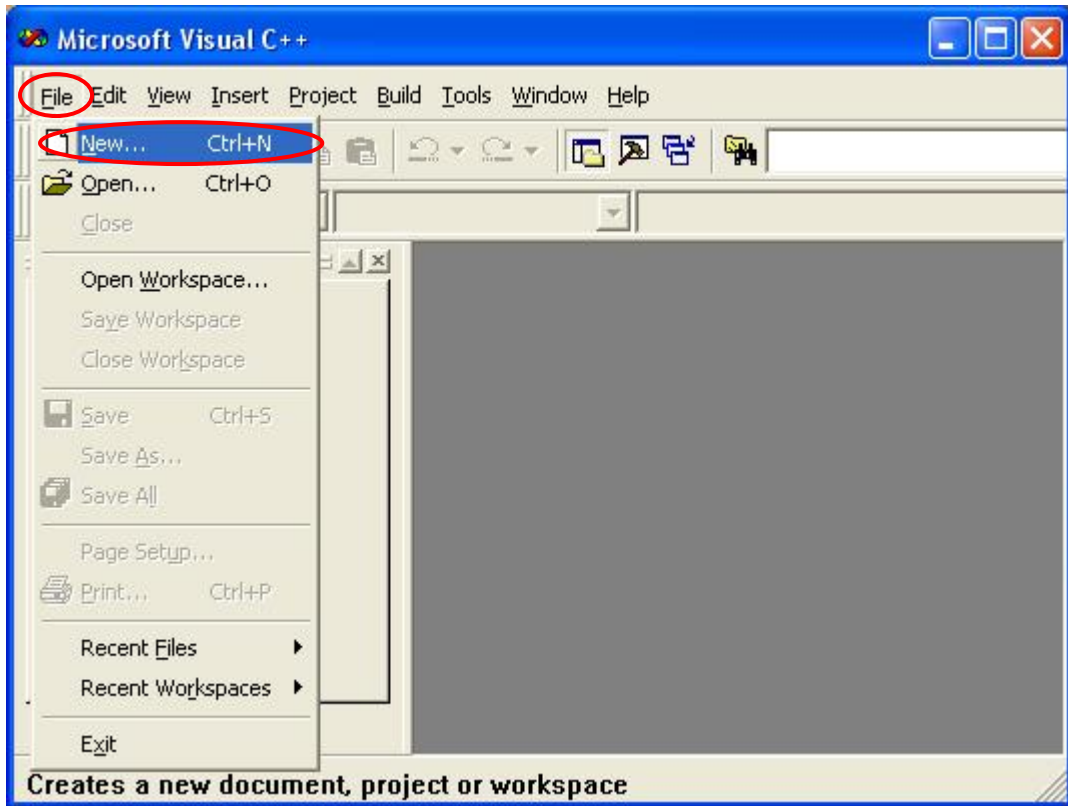 Microsoft Visual C++
File Edit View Insert Project Build Tools Window Help
New... Ctrl+N
Open... Ctrl+O
Close
Open Workspace...
Save Workspace
Close Workspace
Save Ctrl+S
Save As...
Save All
Page Setup...
Print... Ctrl+P
Recent Files
Recent Workspaces
Exit
Creates a new document, project or workspace